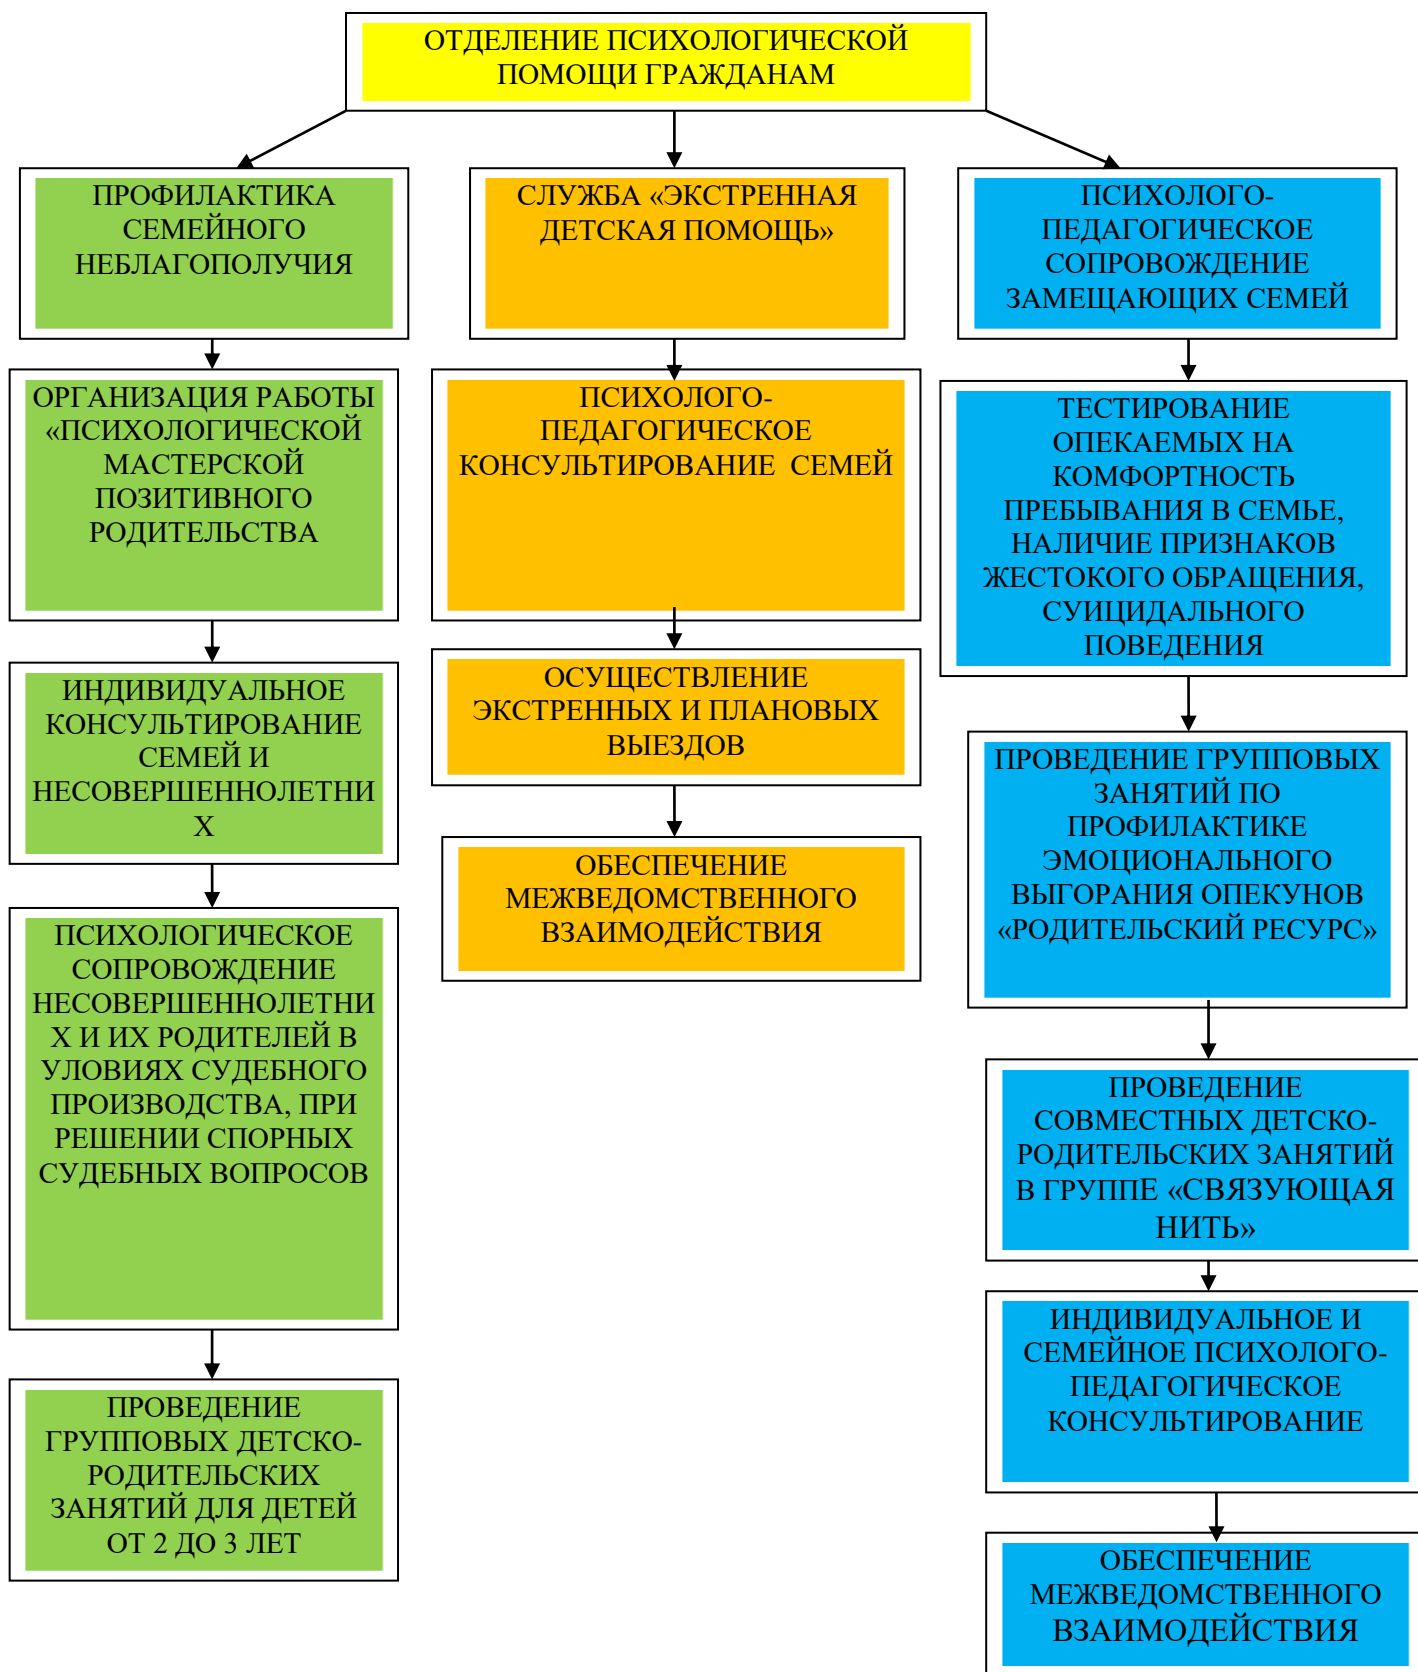 ОТДЕЛЕНИЕ ПСИХОЛОГИЧЕСКОЙ
ПОМОЩИ ГРАЖДАНАМ
ПРОФИЛАКТИКА
СЕМЕЙНОГО
НЕБЛАГОПОЛУЧИЯ
ОРГАНИЗАЦИЯ РАБОТЫ
«ПСИХОЛОГИЧЕСКОЙ
МАСТЕРСКОЙ
ПОЗИТИВНОГО
РОДИТЕЛЬСТВА
ИНДИВИДУАЛЬНОЕ
КОНСУЛЬТИРОВАНИЕ
СЕМЕЙ И
НЕСОВЕРШЕННОЛЕТНИ
Х
ПСИХОЛОГИЧЕСКОЕ
СОПРОВОЖДЕНИЕ
НЕСОВЕРШЕННОЛЕТНИ
Х И ИХ РОДИТЕЛЕЙ В
УЛОВИЯХ СУДЕБНОГО
ПРОИЗВОДСТВА, ПРИ
РЕШЕНИИ СПОРНЫХ
СУДЕБНЫХ ВОПРОСОВ
ПРОВЕДЕНИЕ
ГРУППОВЫХ ДЕТСКО-
РОДИТЕЛЬСКИХ
ЗАНЯТИЙ ДЛЯ ДЕТЕЙ
ОТ 2 ДО 3 ЛЕТ
СЛУЖБА «ЭКСТРЕННАЯ
ДЕТСКАЯ ПОМОЩЬ»
ПСИХОЛОГО-
ПЕДАГОГИЧЕСКОЕ
КОНСУЛЬТИРОВАНИЕ СЕМЕЙ
ОСУЩЕСТВЛЕНИЕ
ЭКСТРЕННЫХ И ПЛАНОВЫХ
ВЫЕЗДОВ
ОБЕСПЕЧЕНИЕ
МЕЖВЕДОМСТВЕННОГО
ВЗАИМОДЕЙСТВИЯ
ПСИХОЛОГО-
ПЕДАГОГИЧЕСКОЕ
СОПРОВОЖДЕНИЕ
ЗАМЕЩАЮЩИХ СЕМЕЙ
ТЕСТИРОВАНИЕ
ОПЕКАЕМЫХ НА
КОМФОРТНОСТЬ
ПРЕБЫВАНИЯ В СЕМЬЕ,
НАЛИЧИЕ ПРИЗНАКОВ
ЖЕСТОКОГО ОБРАЩЕНИЯ,
СУИЦИДАЛЬНОГО
ПОВЕДЕНИЯ
ПРОВЕДЕНИЕ ГРУППОВЫХ
ЗАНЯТИЙ ПО
ПРОФИЛАКТИКЕ
ЭМОЦИОНАЛЬНОГО
ВЫГОРАНИЯ ОПЕКУНОВ
«РОДИТЕЛЬСКИЙ РЕСУРС»
ПРОВЕДЕНИЕ
СОВМЕСТНЫХ ДЕТСКО-
РОДИТЕЛЬСКИХ ЗАНЯТИЙ
В ГРУППЕ «СВЯЗУЮЩАЯ
НИТЬ»
ИНДИВИДУАЛЬНОЕ И
СЕМЕЙНОЕ ПСИХОЛОГО-
ПЕДАГОГИЧЕСКОЕ
КОНСУЛЬТИРОВАНИЕ
ОБЕСПЕЧЕНИЕ
МЕЖВЕДОМСТВЕННОГО
ВЗАИМОДЕЙСТВИЯ